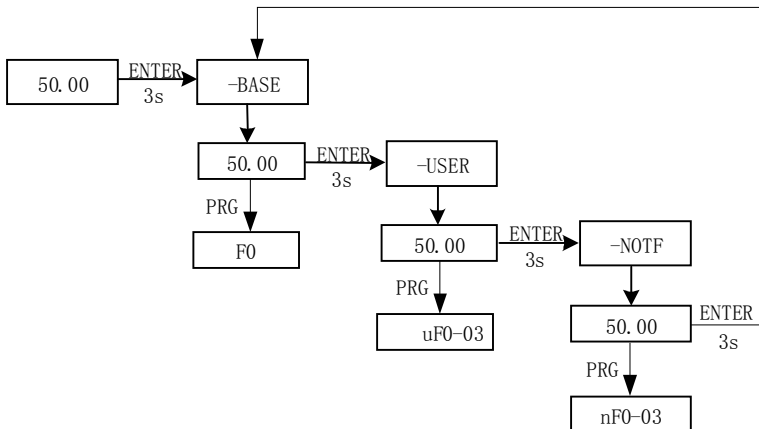 50.00
ENTER
3s
-BASE
50.00
ENTER
3s
-USER
PRG
F0
50.00
ENTER
3s
-NOTF
PRG
uF0-03
50.00
ENTER
3s
PRG
nF0-03